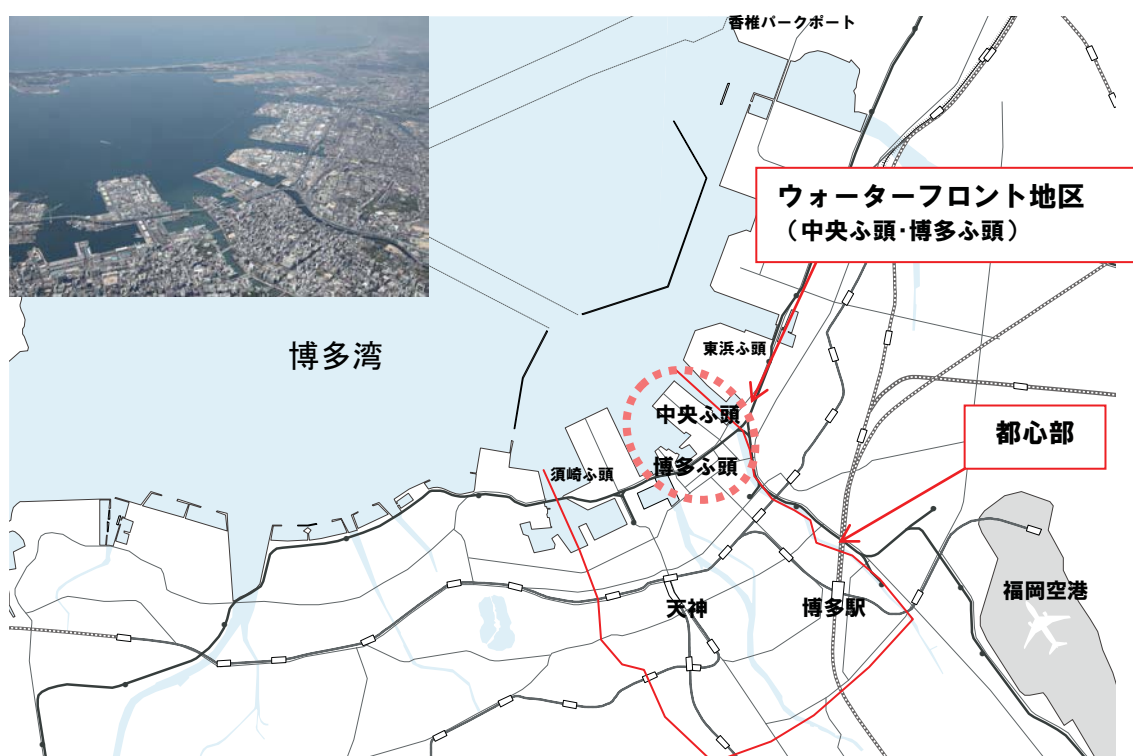 香椎パークポート
ウォーターフロント地区
（中央ふ頭･博多ふ頭）
博多湾
東浜ふ頭
中央ふ頭
都心部
博多ふ頭
須崎ふ頭
福岡空港
天神
博多駅